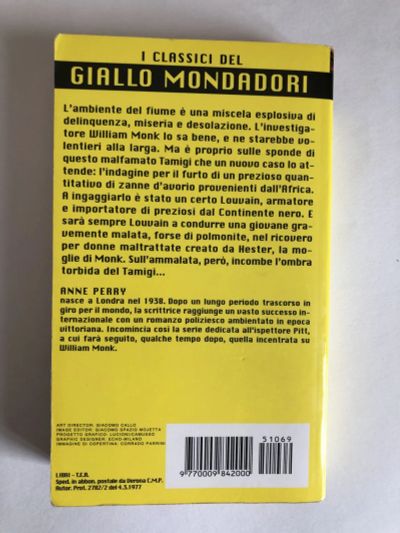 I CLASSICI DEL
GIALLO MONDADORI
L'ambiente del fiume è una miscela esplosiva di
delinquenza, miseria e desolazione. L'investiga-
tore William Monk lo sa bene, e ne starebbe vo-
lentieri alla larga. Ma è proprio sulle sponde di
questo malfamato Tamigi che un nuovo caso lo at-
tende: l'indagine per il furto di un prezioso quan-
titativo di zanne d'avorio provenienti dall'Africa.
A ingaggiarlo è stato un certo Louvain, armatore
e importatore di preziosi dal Continente nero. E
sarà sempre Louvain a condurre una giovane gra-
vemente malata, forse di polmonite, nel ricovero
per donne maltrattate creato da Hester, la mo-
glie di Monk. Sull'ammalata, però, incombe l'ombra
torbida del Tamigi...
ANNE PERRY
nasce a Londra nel 1938. Dopo un lungo periodo trascorso in
giro per il mondo, la scrittrice raggiunge un vasto successo in-
ternazionale con un romanzo poliziesco ambientato in epoca
vittoriana. Incomincia così la serie dedicata all'ispettore Pitt,
a cui farà seguito, qualche tempo dopo, quella incentrata su
William Monk.
ART DIRECTOR: GIACOMO CALLO
IMAGE EDITOR: GIACOMO SPAZIO MOJETTA
PROGETTO GRAFICO: LUCIONI/CAMUSSO
GRAPHIC DESIGNER: ECHO-MILANO
IMMAGINE DI COPERTINA: CORRADO PARRINI
51069
9 770009 842000
LIBRI - T.E.R.
Sped. in abbon. postale da Verona C.M.P.
Autor. Prot. 2782/2 del 4.3.1977